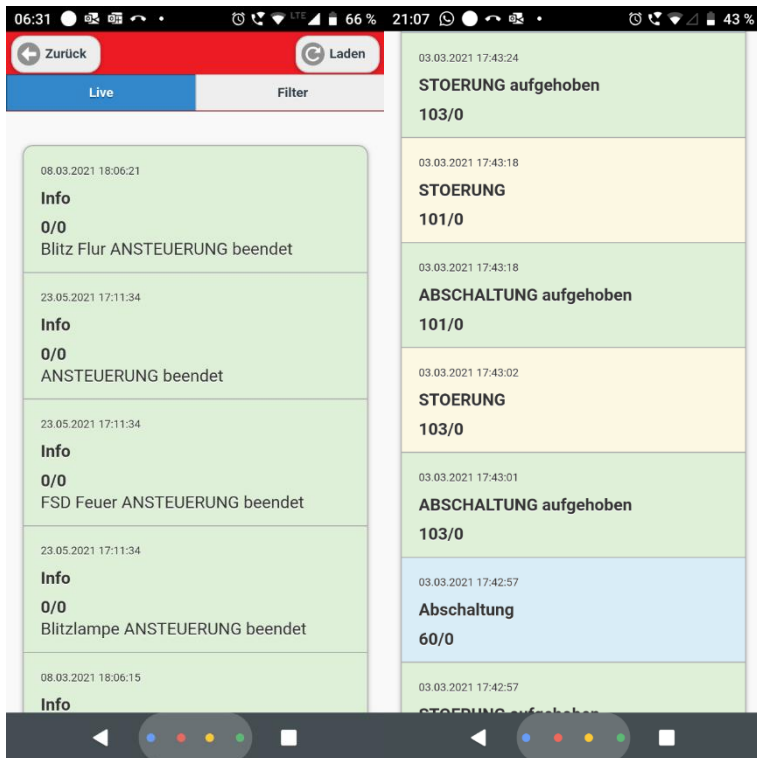 06:31
LTE
66 %
Zurück
Laden
Live
Filter
08.03.2021 18:06:21
Info
0/0
Blitz Flur ANSTEUERUNG beendet
23.05.2021 17:11:34
Info
0/0
ANSTEUERUNG beendet
23.05.2021 17:11:34
Info
0/0
FSD Feuer ANSTEUERUNG beendet
23.05.2021 17:11:34
Info
0/0
Blitzlampe ANSTEUERUNG beendet
08.03.2021 18:06:15
Info
21:07
43 %
03.03.2021 17:43:24
STOERUNG aufgehoben
103/0
03.03.2021 17:43:18
STOERUNG
101/0
03.03.2021 17:43:18
ABSCHALTUNG aufgehoben
101/0
03.03.2021 17:43:02
STOERUNG
103/0
03.03.2021 17:43:01
ABSCHALTUNG aufgehoben
103/0
03.03.2021 17:42:57
Abschaltung
60/0
03.03.2021 17:42:57
STOERUNG aufgehoben